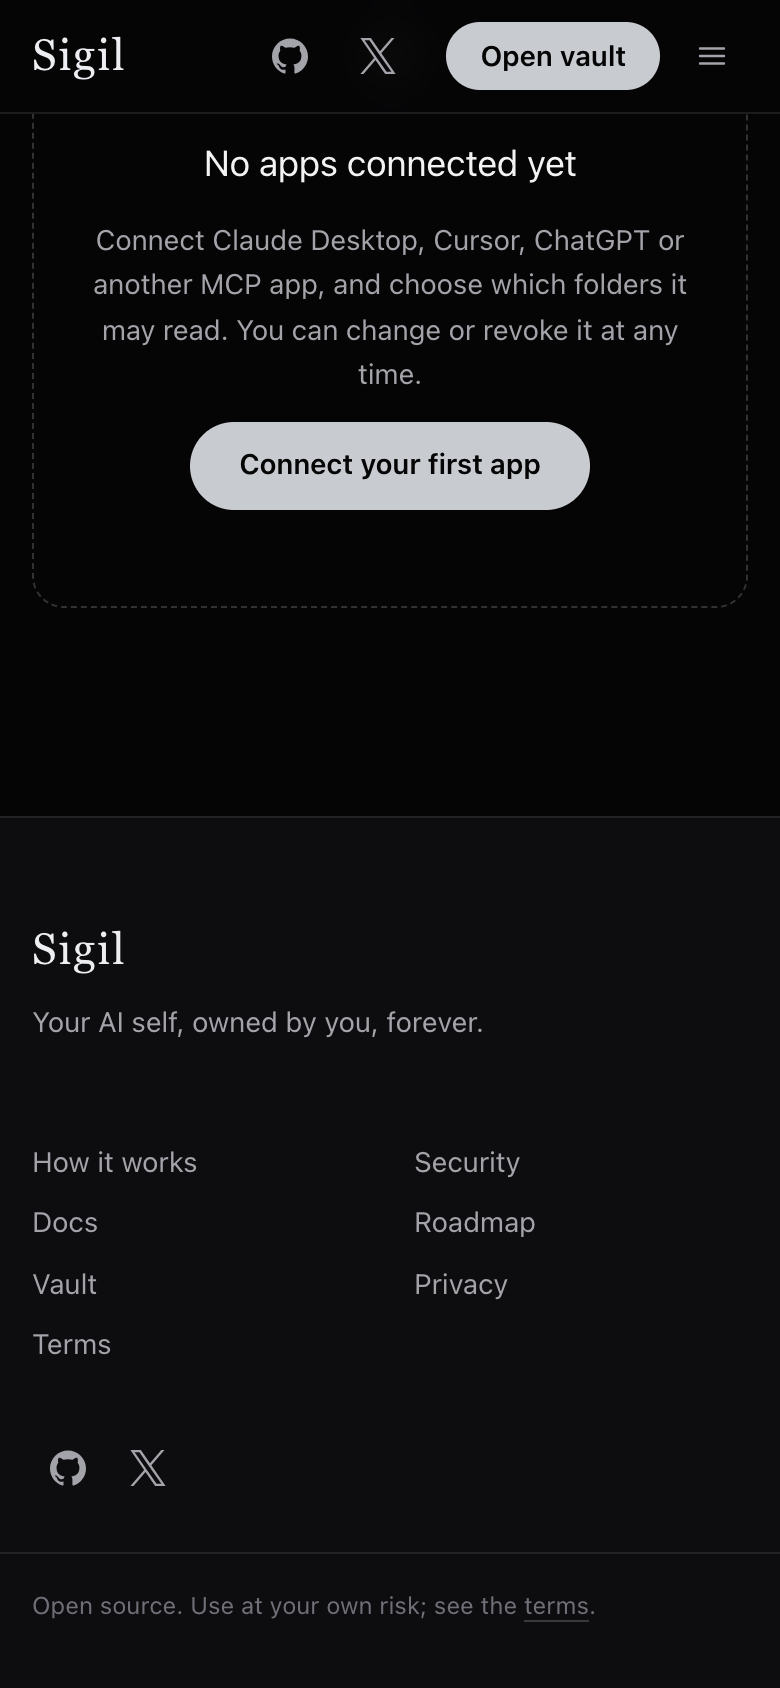 Sigil
Open vault
No apps connected yet
Connect Claude Desktop, Cursor, ChatGPT or
another MCP app, and choose which folders it
may read. You can change or revoke it at any
time.
Connect your first app
Sigil
Your AI self, owned by you, forever.
How it works
Security
Docs
Roadmap
Vault
Privacy
Terms
Open source. Use at your own risk; see the terms.